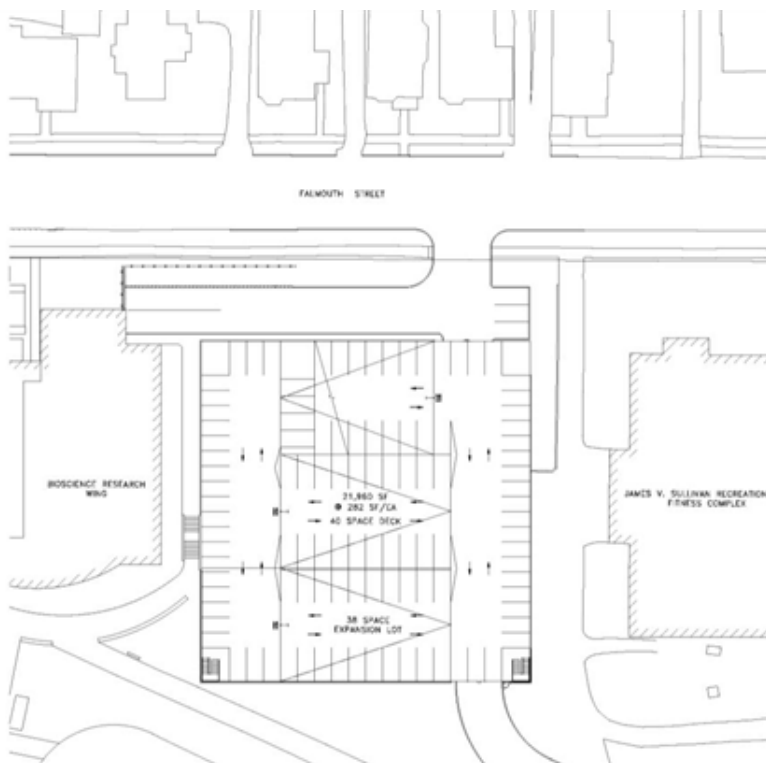 FALMOUTH STREET
BIOSCIENCE RESEARCH
WING
21,960 SF
@ 282 SF/CA
40 SPACE DECK
JAMES V. SULLIVAN RECREATION
FITNESS COMPLEX
38 SPACE
EXPANSION LOT